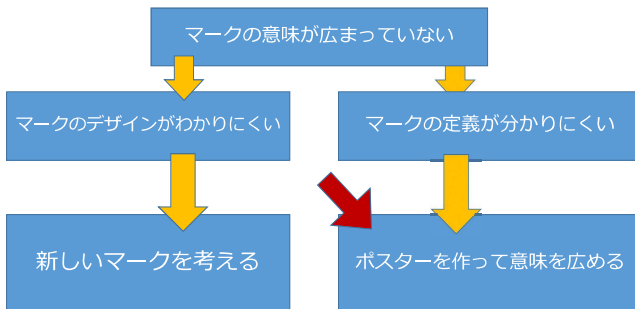 マークの意味が広まっていない
マークのデザインがわかりにくい
マークの定義が分かりにくい
新しいマークを考える
ポスターを作って意味を広める